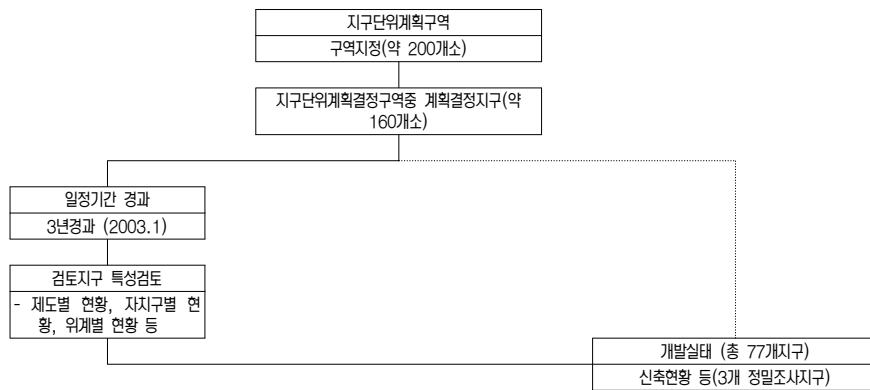 지구단위계획구역
구역지정(약 200개소)
지구단위계획결정구역중 계획결정지구(약
160개소)
일정기간 경과
3년경과 (2003.1)
검토지구 특성검토
- 제도별 현황, 자치구별 현
황, 위계별 현황 등
개발실태 (총 77개지구)
신축현황 등(3개 정밀조사지구)